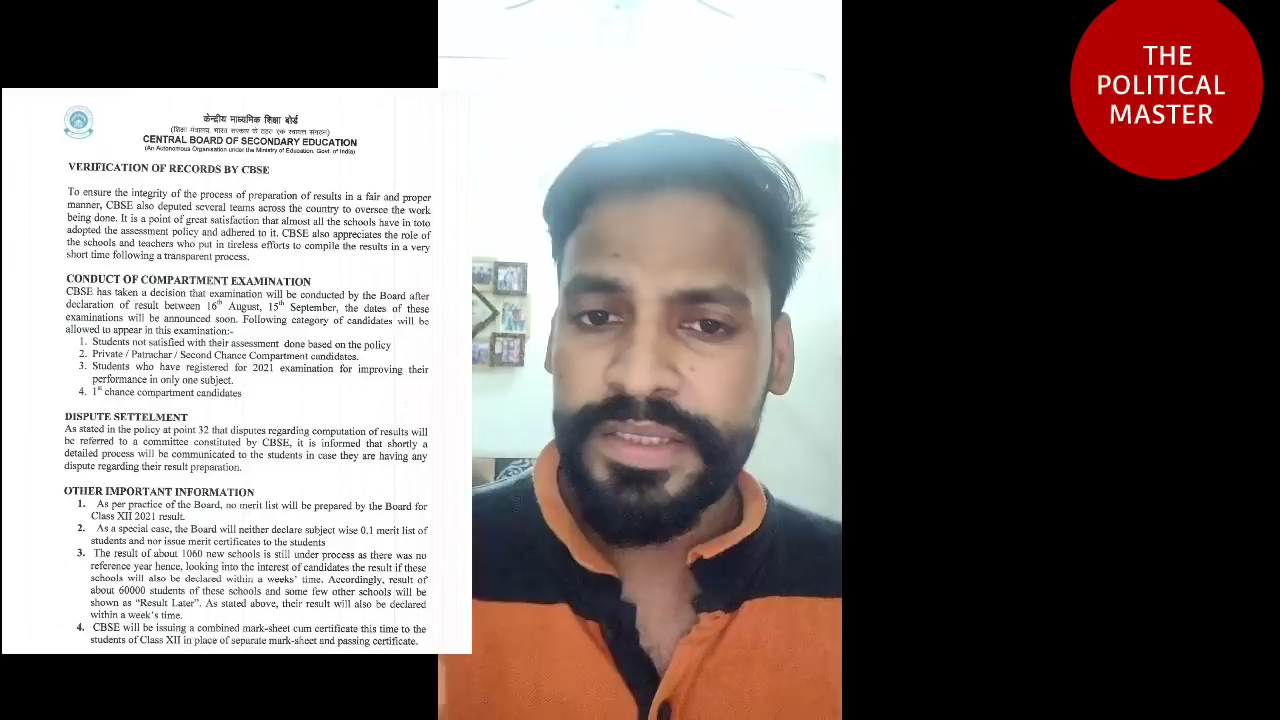 केन्द्रीय माध्यमिक शिक्षा बोर्ड
(शिक्षा मंत्रालय, भारत सरकार के तहत एक स्वायत्त संगठन)
CENTRAL BOARD OF SECONDARY EDUCATION
(An Autonomous Organisation under the Ministry of Education, Govt. of India)
VERIFICATION OF RECORDS BY CBSE
To ensure the integrity of the process of preparation of results in a fair and proper
manner, CBSE also deputed several teams across the country to oversee the work
being done. It is a point of great satisfaction that almost all the schools have in toto
adopted the assessment policy and adhered to it. CBSE also appreciates the role of
the schools and teachers who put in tireless efforts to compile the results in a very
short time following a transparent process.
CONDUCT OF COMPARTMENT EXAMINATION
CBSE has taken a decision that examination will be conducted by the Board after
declaration of result between 16th August, 15th September, the dates of these
examinations will be announced soon. Following category of candidates will be
allowed to appear in this examination:-
1. Students not satisfied with their assessment done based on the policy
2. Private / Patrachar / Second Chance Compartment candidates.
3. Students who have registered for 2021 examination for improving their
performance in only one subject.
4. 1st chance compartment candidates
DISPUTE SETTELMENT
As stated in the policy at point 32 that disputes regarding computation of results will
be referred to a committee constituted by CBSE, it is informed that shortly a
detailed process will be communicated to the students in case they are having any
dispute regarding their result preparation.
OTHER IMPORTANT INFORMATION
1. As per practice of the Board, no merit list will be prepared by the Board for
Class XII 2021 result.
2. As a special case, the Board will neither declare subject wise 0.1 merit list of
students and nor issue merit certificates to the students
3. The result of about 1060 new schools is still under process as there was no
reference year hence, looking into the interest of candidates the result if these
schools will also be declared within a weeks' time. Accordingly, result of
about 60000 students of these schools and some few other schools will be
shown as "Result Later". As stated above, their result will also be declared
within a week's time.
4. CBSE will be issuing a combined mark-sheet cum certificate this time to the
students of Class XII in place of separate mark-sheet and passing certificate.
THE
POLITICAL
MASTER